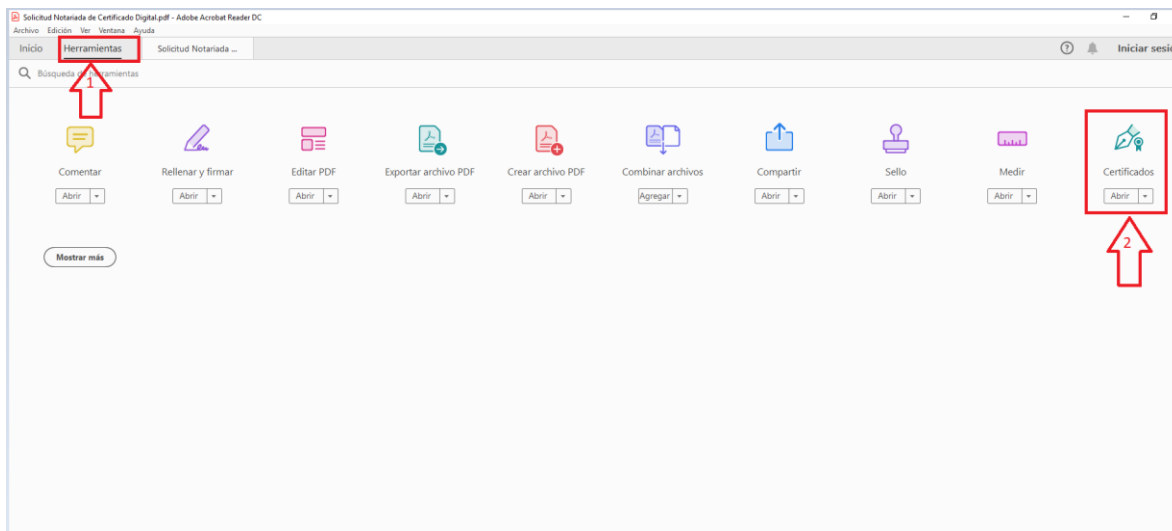 Solicitud Notariada de Certificado Digital.pdf - Adobe Acrobat Reader DC
Archivo Edición Ver Ventana Ayuda
Inicio Herramientas Solicitud Notariada ... Iniciar sesió
Búsqueda de herramientas
1
Comentar Rellenar y firmar Editar PDF Exportar archivo PDF Crear archivo PDF Combinar archivos Compartir Sello Medir Certificados
Abrir Abrir Abrir Abrir Abrir Agregar Abrir Abrir Abrir Abrir
2
Mostrar más